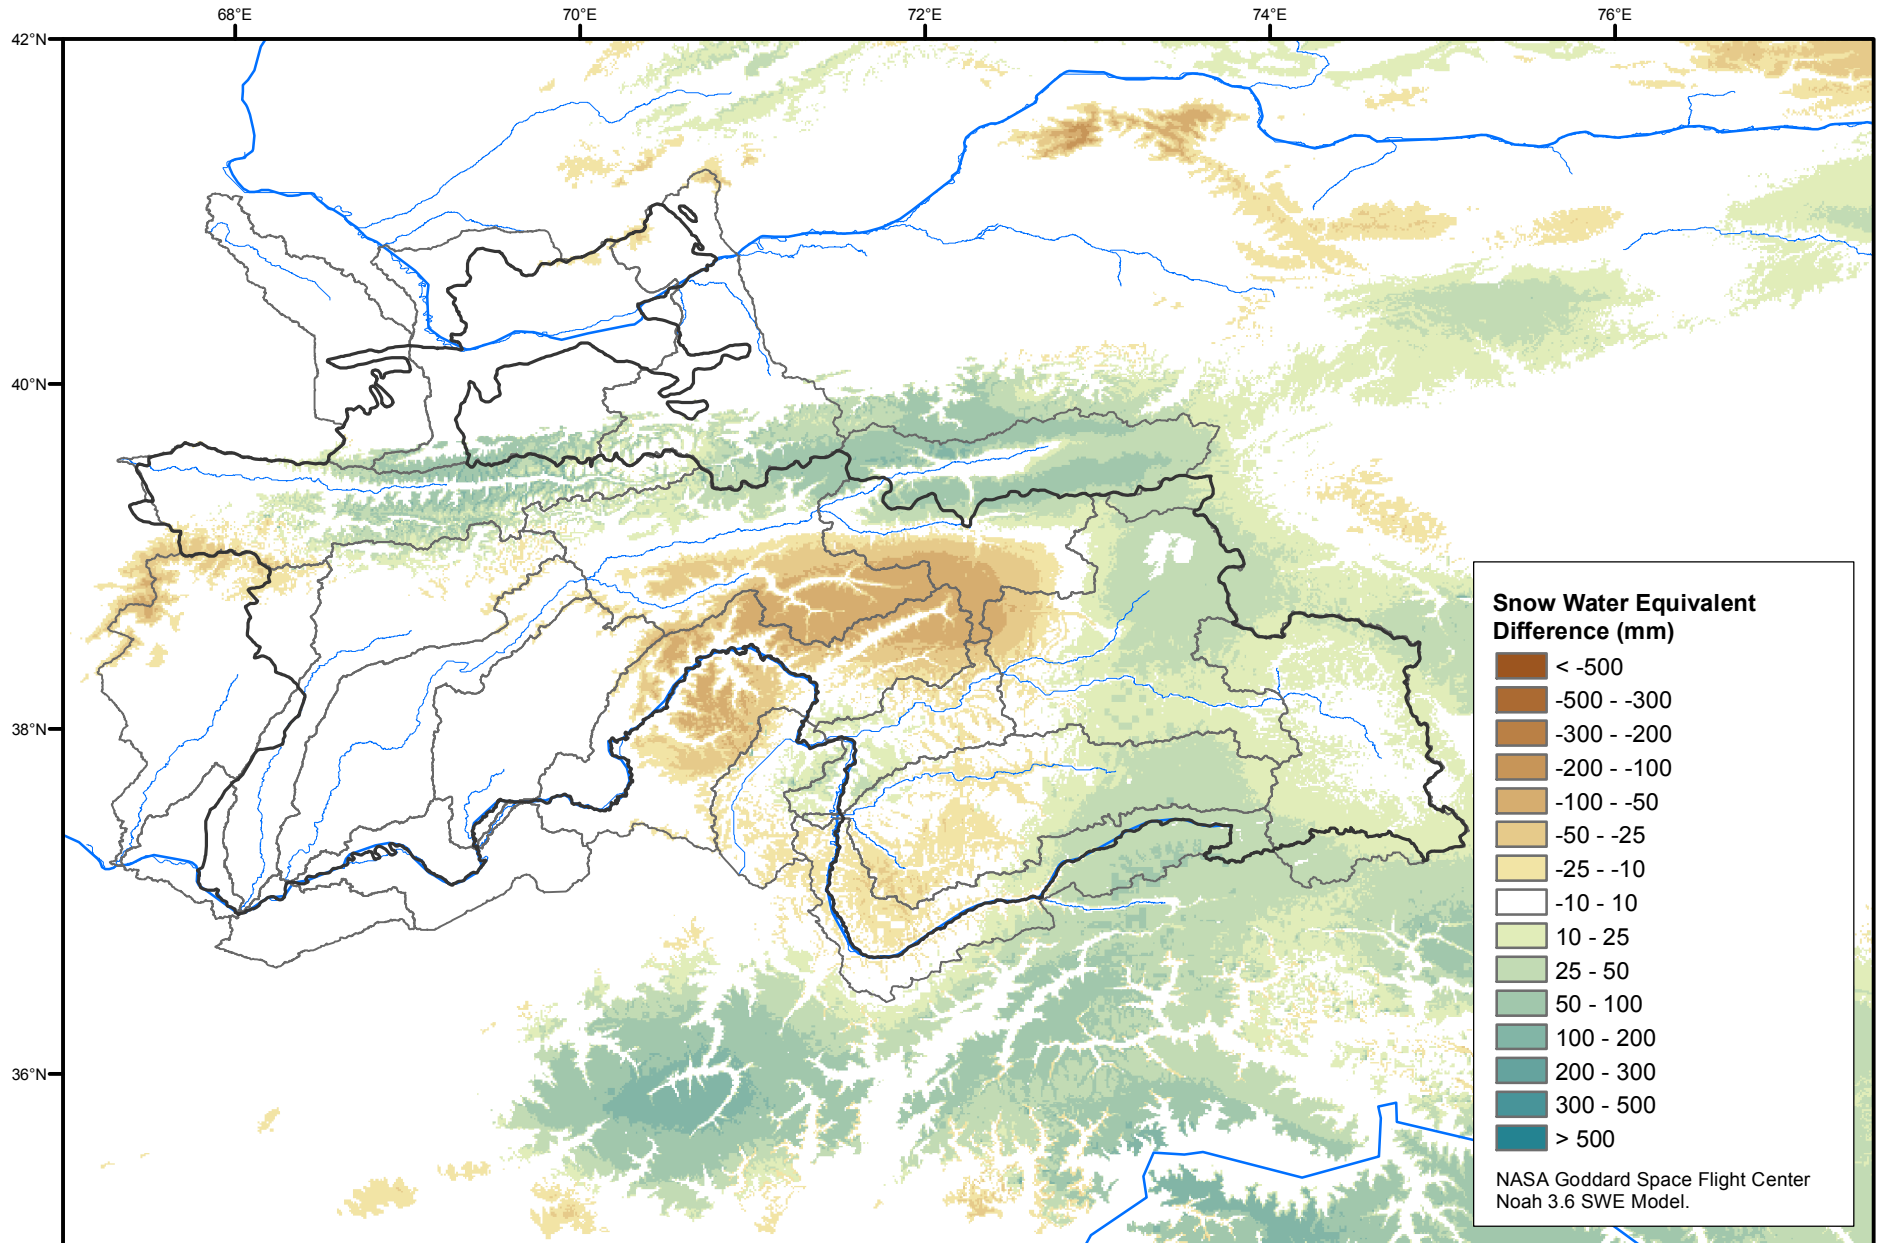 68°E 70°E 72°E 74°E 76°E
42°N
40°N
38°N
36°N
Snow Water Equivalent
Difference (mm)
< -500
-500 - -300
-300 - -200
-200 - -100
-100 - -50
-50 - -25
-25 - -10
-10 - 10
10 - 25
25 - 50
50 - 100
100 - 200
200 - 300
300 - 500
> 500
NASA Goddard Space Flight Center
Noah 3.6 SWE Model.